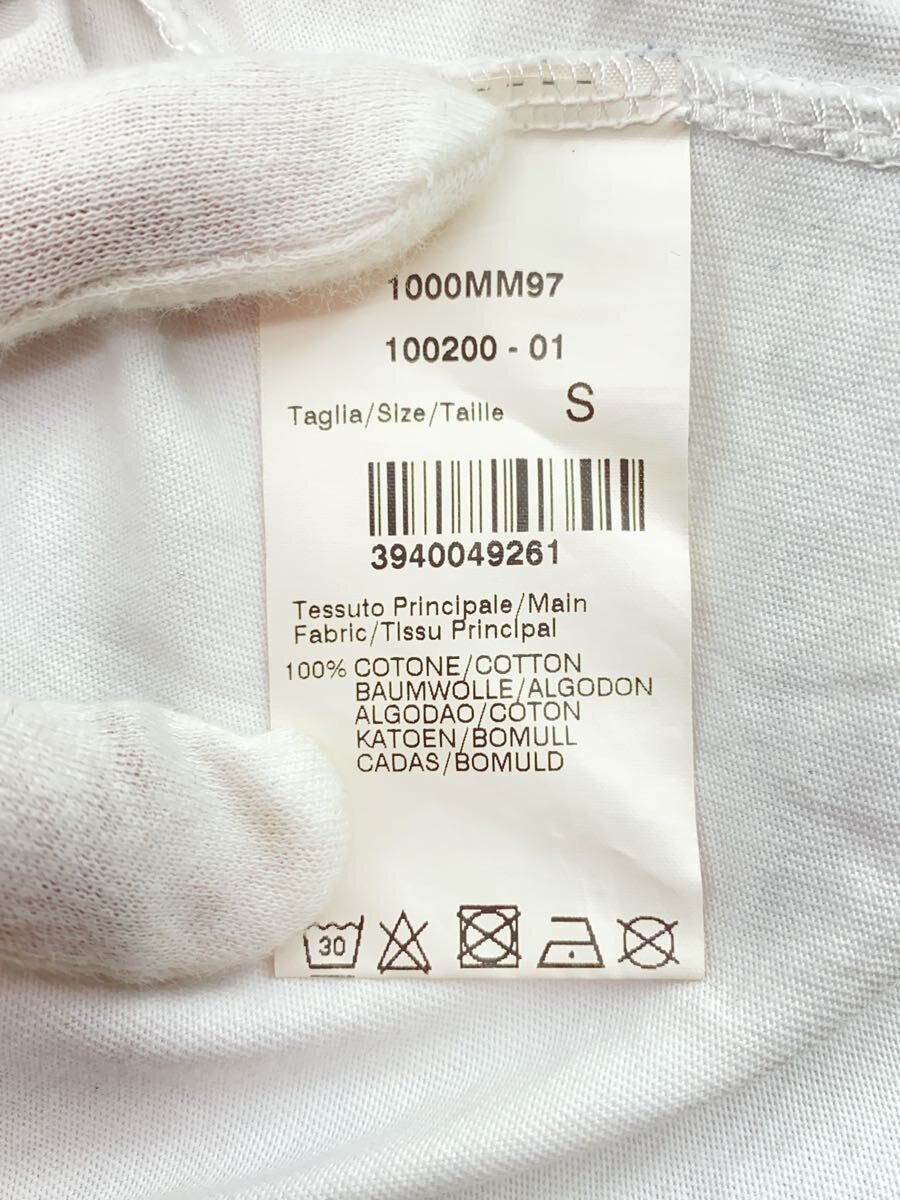 1000MM97
100200 - 01
Taglia/Size/Taille S
3940049261
Tessuto Principale/Main
Fabric/Tissu Principal
100% COTONE/COTTON
BAUMWOLLE/ALGODON
ALGODAO/COTON
KATOEN/BOMULL
CADAS/BOMULD
30